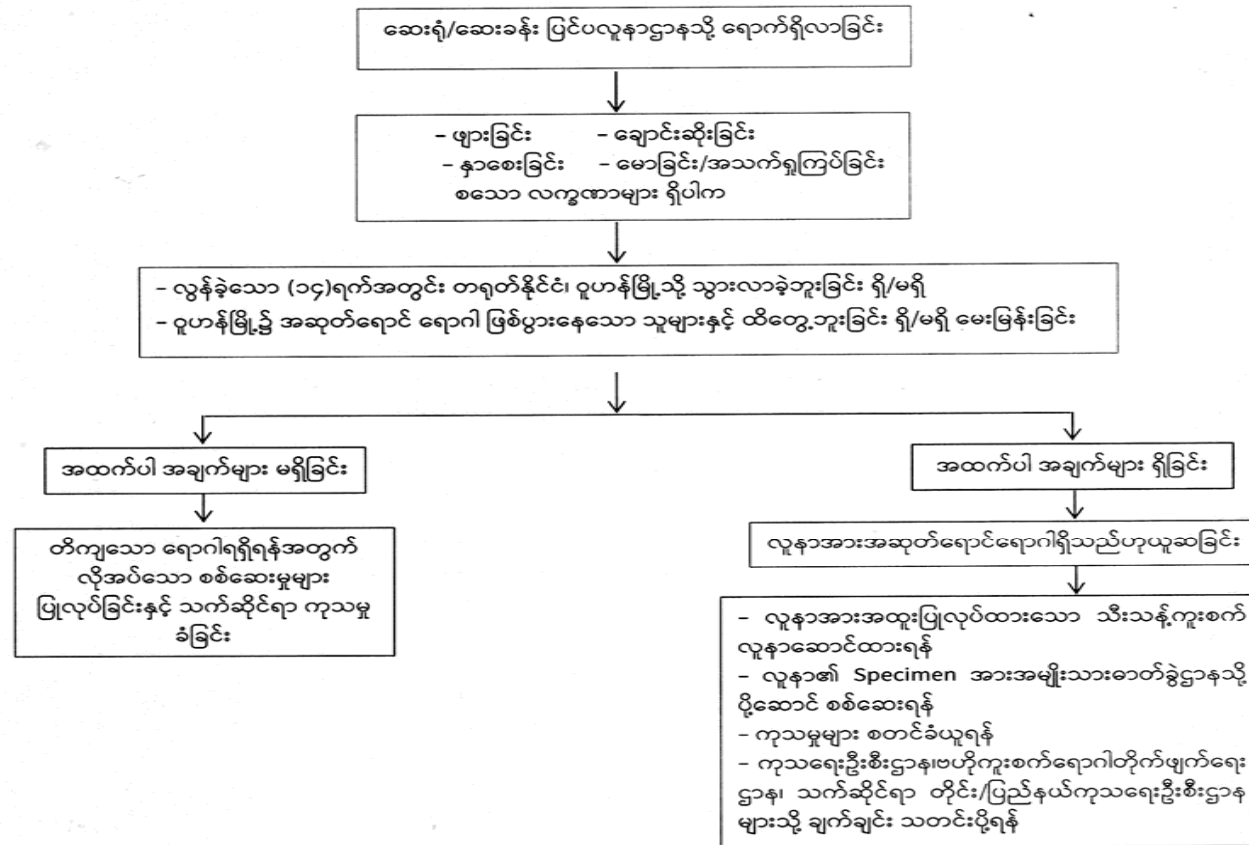 ဆေးရုံ/ဆေးခန်း ပြင်ပလူနာဌာနသို့ ရောက်ရှိလာခြင်း
– ဖျားခြင်း – ချောင်းဆိုးခြင်း
– နှာစေးခြင်း – မောခြင်း/အသက်ရှူကြပ်ခြင်း
စသော လက္ခဏာများ ရှိပါက
– လွန်ခဲ့သော (၁၄)ရက်အတွင်း တရုတ်နိုင်ငံ၊ ဝူဟန်မြို့သို့ သွားလာခဲ့ဘူးခြင်း ရှိ/မရှိ
– ဝူဟန်မြို့၌ အဆုတ်ရောင် ရောဂါ ဖြစ်ပွားနေသော သူများနှင့် ထိတွေ့ဘူးခြင်း ရှိ/မရှိ မေးမြန်းခြင်း
အထက်ပါ အချက်များ မရှိခြင်း
တိကျသော ရောဂါရရှိရန်အတွက်
လိုအပ်သော စစ်ဆေးမှုများ
ပြုလုပ်ခြင်းနှင့် သက်ဆိုင်ရာ ကုသမှု
ခံခြင်း
အထက်ပါ အချက်များ ရှိခြင်း
လူနာအားအဆုတ်ရောင်ရောဂါရှိသည်ဟုယူဆခြင်း
– လူနာအားအထူးပြုလုပ်ထားသော သီးသန့်ကူးစက်
လူနာဆောင်ထားရန်
– လူနာ၏ Specimen အားအမျိုးသားဓာတ်ခွဲဌာနသို့
ပို့ဆောင် စစ်ဆေးရန်
– ကုသမှုများ စတင်ခံယူရန်
– ကုသရေးဦးစီးဌာန၊ဗဟိုကူးစက်ရောဂါတိုက်ဖျက်ရေး
ဌာန၊ သက်ဆိုင်ရာ တိုင်း/ပြည်နယ်ကုသရေးဦးစီးဌာန
များသို့ ချက်ချင်း သတင်းပို့ရန်